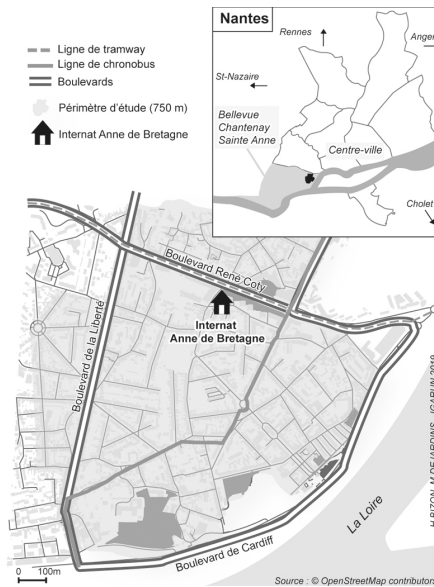 Ligne de tramway
Ligne de chronobus
Boulevards
Périmètre d'étude (750 m)
Internat Anne de Bretagne
Nantes
Rennes
Anger
St-Nazaire
Bellevue
Chantenay
Sainte Anne
Centre-ville
Cholet
Boulevard René Coty
Internat
Anne de Bretagne
Boulevard de la Liberté
La Loire
Boulevard de Cardiff
0 100m
Source : © OpenStreetMap contributors